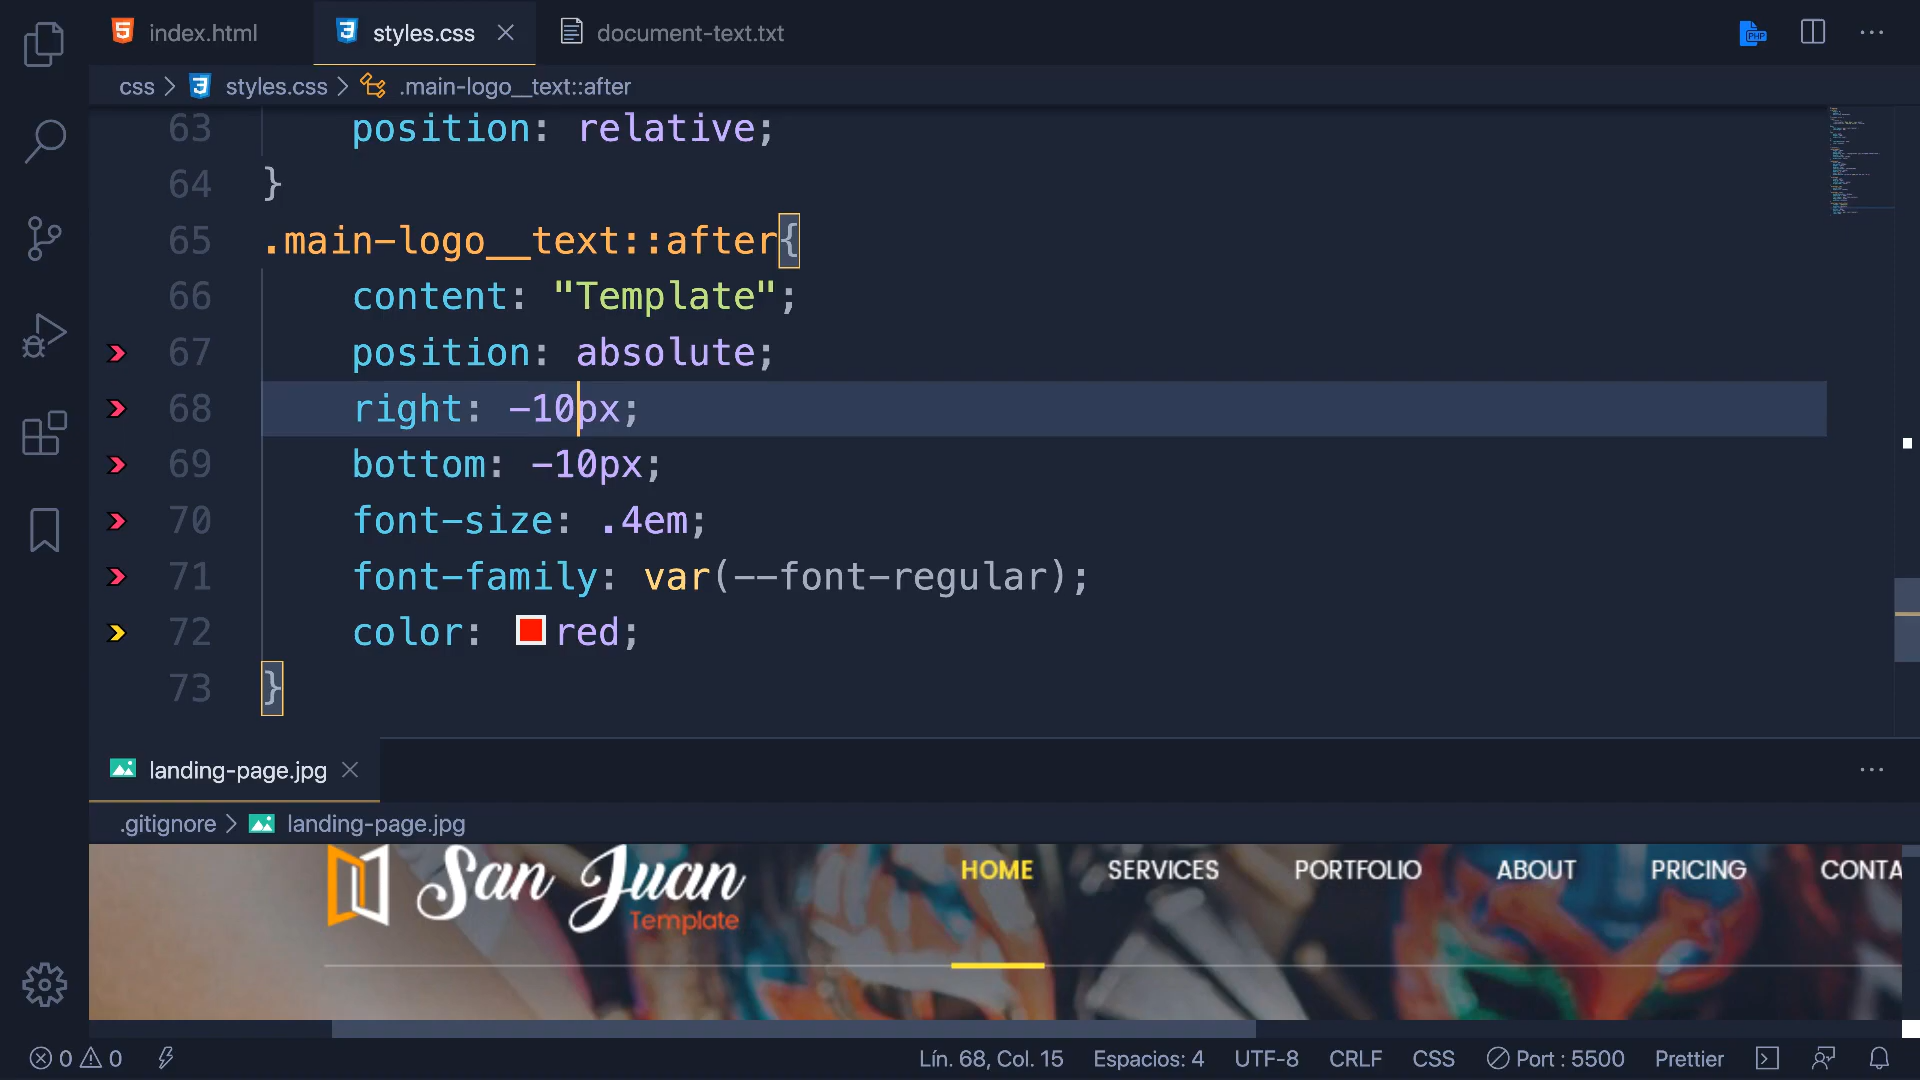 index.html
styles.css
document-text.txt
PHP
css > styles.css > .main-logo__text::after
63 position: relative;
64 }
65 .main-logo__text::after{
66 content: "Template";
67 position: absolute;
68 right: -10px;
69 bottom: -10px;
70 font-size: .4em;
71 font-family: var(--font-regular);
72 color: red;
73 }
landing-page.jpg
.gitignore > landing-page.jpg
San Juan
Template
HOME SERVICES PORTFOLIO ABOUT PRICING CONTA
0 0 Lín. 68, Col. 15 Espacios: 4 UTF-8 CRLF CSS Port : 5500 Prettier